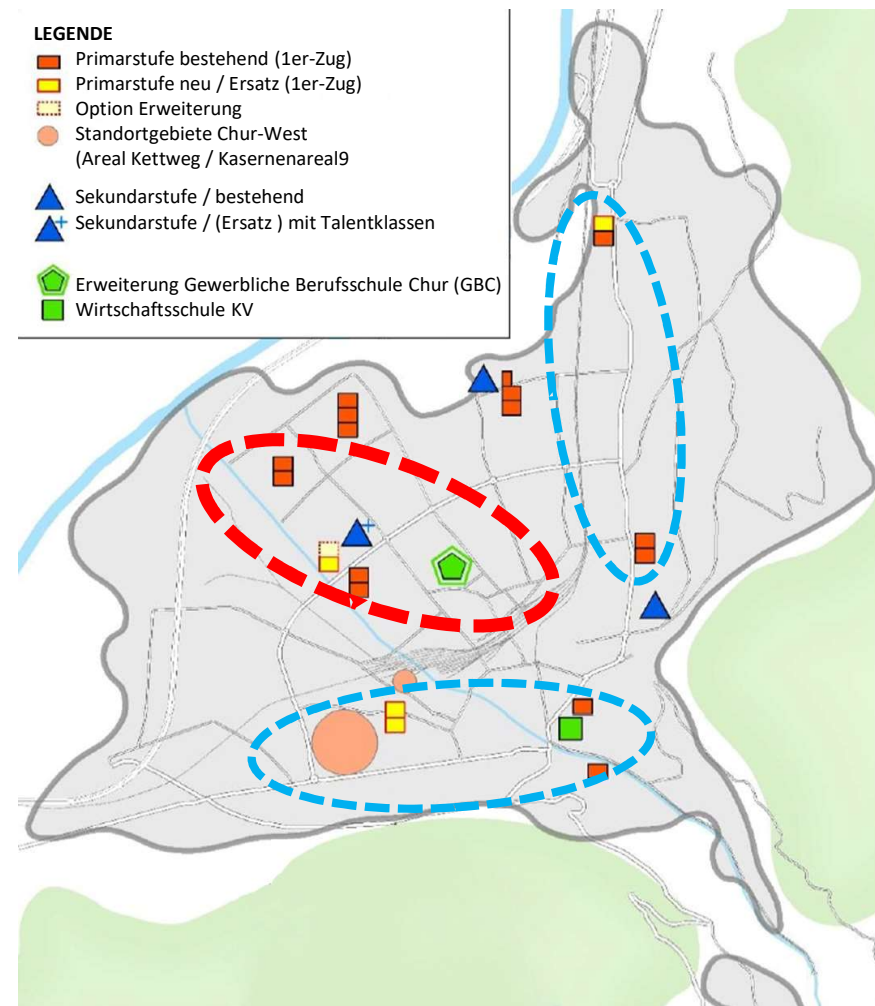 LEGENDE
Primarstufe bestehend (1er-Zug)
Primarstufe neu / Ersatz (1er-Zug)
Option Erweiterung
Standortgebiete Chur-West
(Areal Kettweg / Kasernenareal9
Sekundarstufe / bestehend
Sekundarstufe / (Ersatz ) mit Talentklassen
Erweiterung Gewerbliche Berufsschule Chur (GBC)
Wirtschaftsschule KV